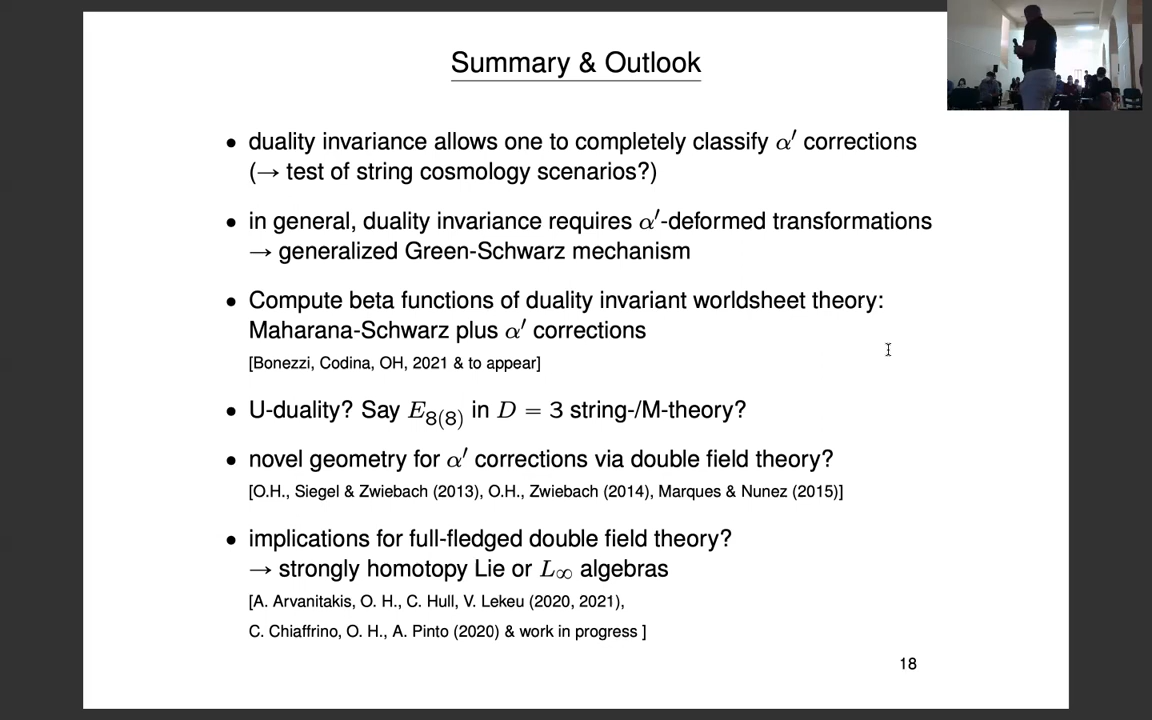 Summary & Outlook
• duality invariance allows one to completely classify α′ corrections
(→ test of string cosmology scenarios?)
• in general, duality invariance requires α′-deformed transformations
→ generalized Green-Schwarz mechanism
• Compute beta functions of duality invariant worldsheet theory:
Maharana-Schwarz plus α′ corrections
[Bonezzi, Codina, OH, 2021 & to appear]
• U-duality? Say E₈₍₈₎ in D = 3 string-/M-theory?
• novel geometry for α′ corrections via double field theory?
[O.H., Siegel & Zwiebach (2013), O.H., Zwiebach (2014), Marques & Nunez (2015)]
• implications for full-fledged double field theory?
→ strongly homotopy Lie or L∞ algebras
[A. Arvanitakis, O. H., C. Hull, V. Lekeu (2020, 2021),
C. Chiaffrino, O. H., A. Pinto (2020) & work in progress ]
18